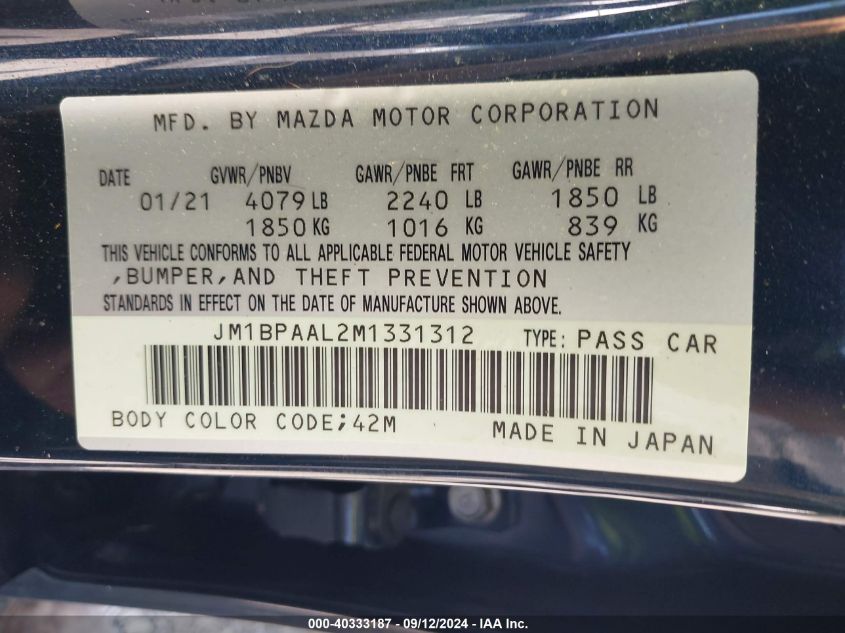 MFD. BY MAZDA MOTOR CORPORATION
DATE GVWR/PNBV GAWR/PNBE FRT GAWR/PNBE RR
01/21 4079 LB 2240 LB 1850 LB
1850 KG 1016 KG 839 KG
THIS VEHICLE CONFORMS TO ALL APPLICABLE FEDERAL MOTOR VEHICLE SAFETY
,BUMPER,AND THEFT PREVENTION
STANDARDS IN EFFECT ON THE DATE OF MANUFACTURE SHOWN ABOVE.
JM1BPAAL2M1331312 TYPE: PASS CAR
BODY COLOR CODE;42M
MADE IN JAPAN
000-40333187 - 09/12/2024 - IAA Inc.